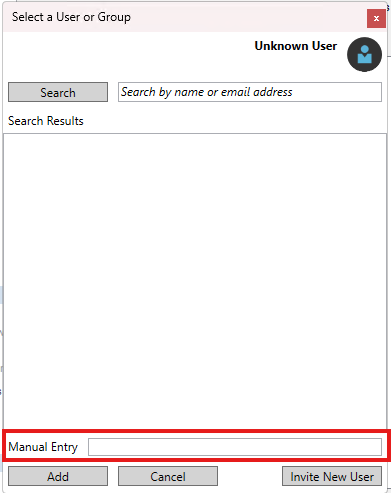 Select a User or Group
x
Unknown User
Search
Search by name or email address
Search Results
Manual Entry
Add
Cancel
Invite New User